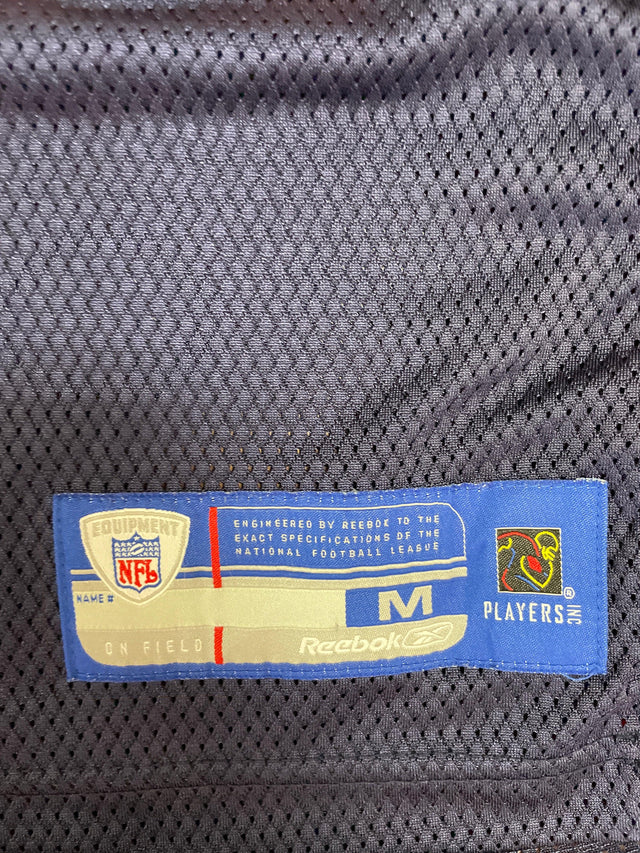 EQUIPMENT
NFL
ENGINEERED BY REEBOK TO THE
EXACT SPECIFICATIONS OF THE
NATIONAL FOOTBALL LEAGUE
NAME #
M
ON FIELD
Reebok
PLAYERS INC ®